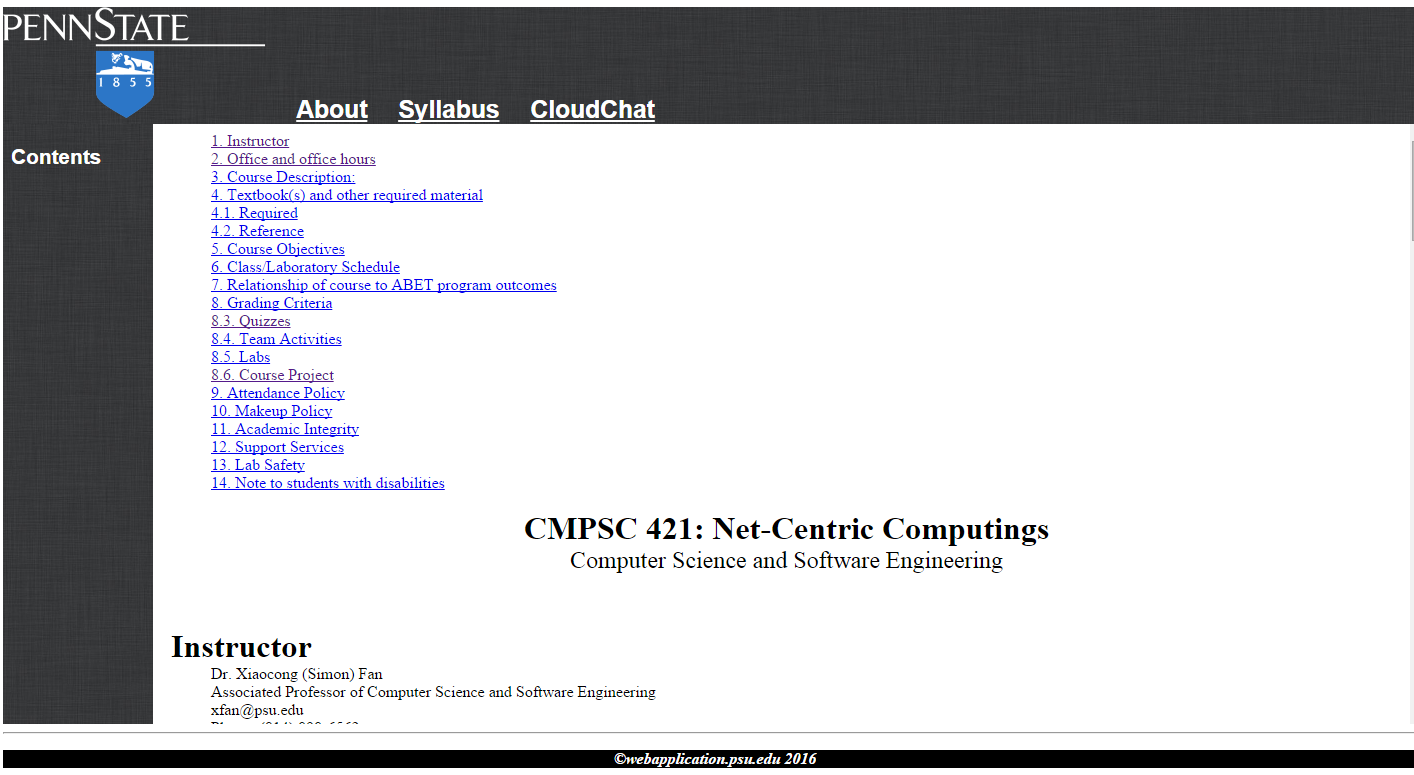 PENNSTATE
1855
About Syllabus CloudChat
Contents
1. Instructor
2. Office and office hours
3. Course Description:
4. Textbook(s) and other required material
4.1. Required
4.2. Reference
5. Course Objectives
6. Class/Laboratory Schedule
7. Relationship of course to ABET program outcomes
8. Grading Criteria
8.3. Quizzes
8.4. Team Activities
8.5. Labs
8.6. Course Project
9. Attendance Policy
10. Makeup Policy
11. Academic Integrity
12. Support Services
13. Lab Safety
14. Note to students with disabilities
CMPSC 421: Net-Centric Computings
Computer Science and Software Engineering
Instructor
Dr. Xiaocong (Simon) Fan
Associated Professor of Computer Science and Software Engineering
xfan@psu.edu
©webapplication.psu.edu 2016